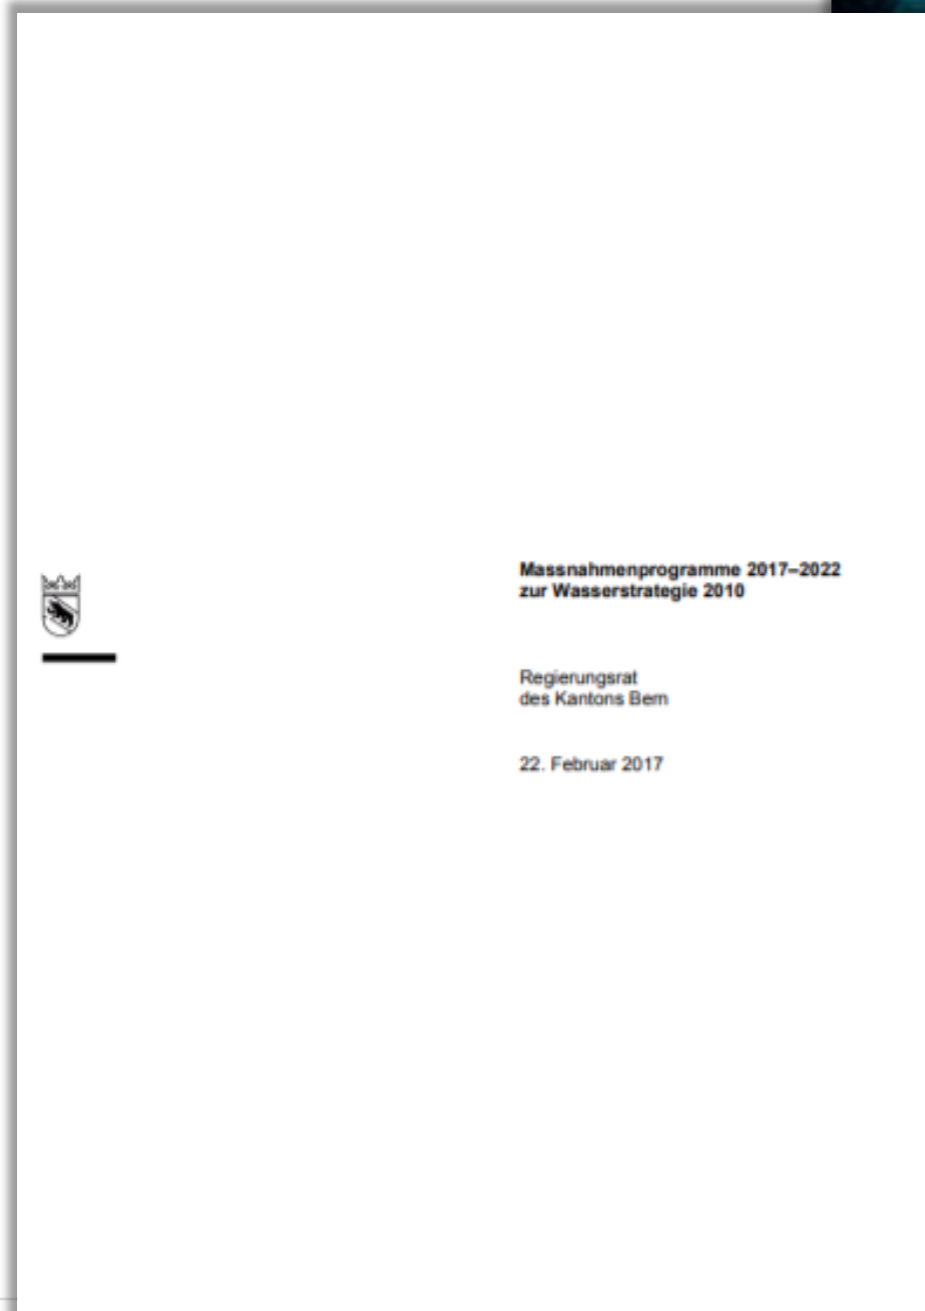 Massnahmenprogramme 2017–2022
zur Wasserstrategie 2010
Regierungsrat
des Kantons Bern
22. Februar 2017